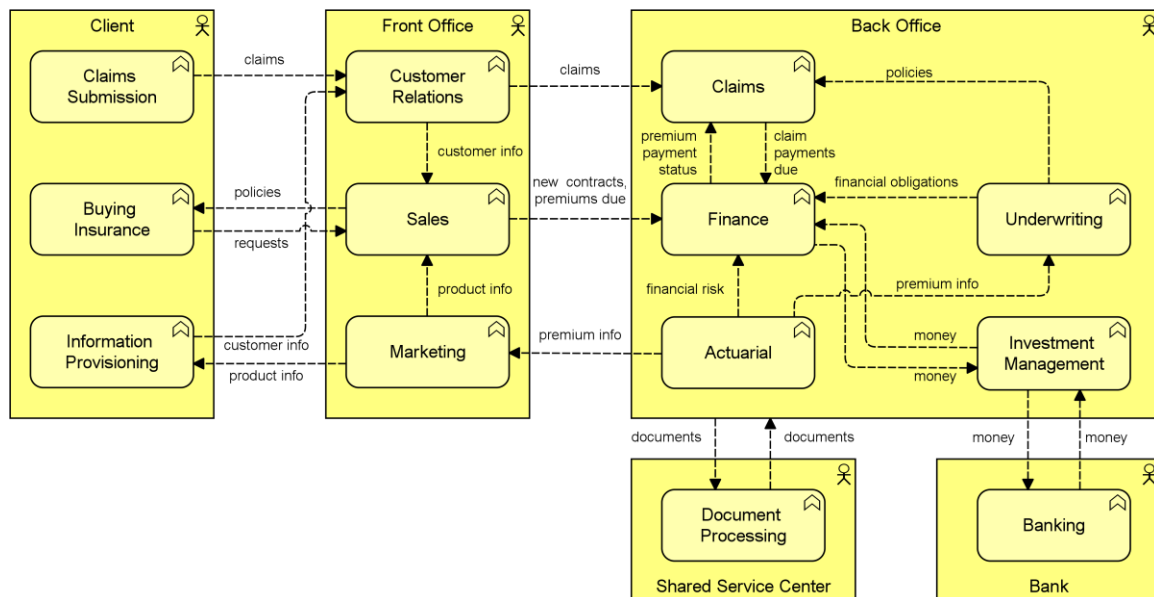 Client
Front Office
Back Office
Claims
Submission
claims
Customer
Relations
claims
Claims
policies
customer info
premium
payment
status
claim
payments
due
Buying
Insurance
policies
requests
Sales
new contracts,
premiums due
Finance
financial obligations
Underwriting
product info
financial risk
premium info
Information
Provisioning
customer info
product info
Marketing
premium info
Actuarial
money
money
Investment
Management
documents
documents
money
money
Document
Processing
Shared Service Center
Banking
Bank